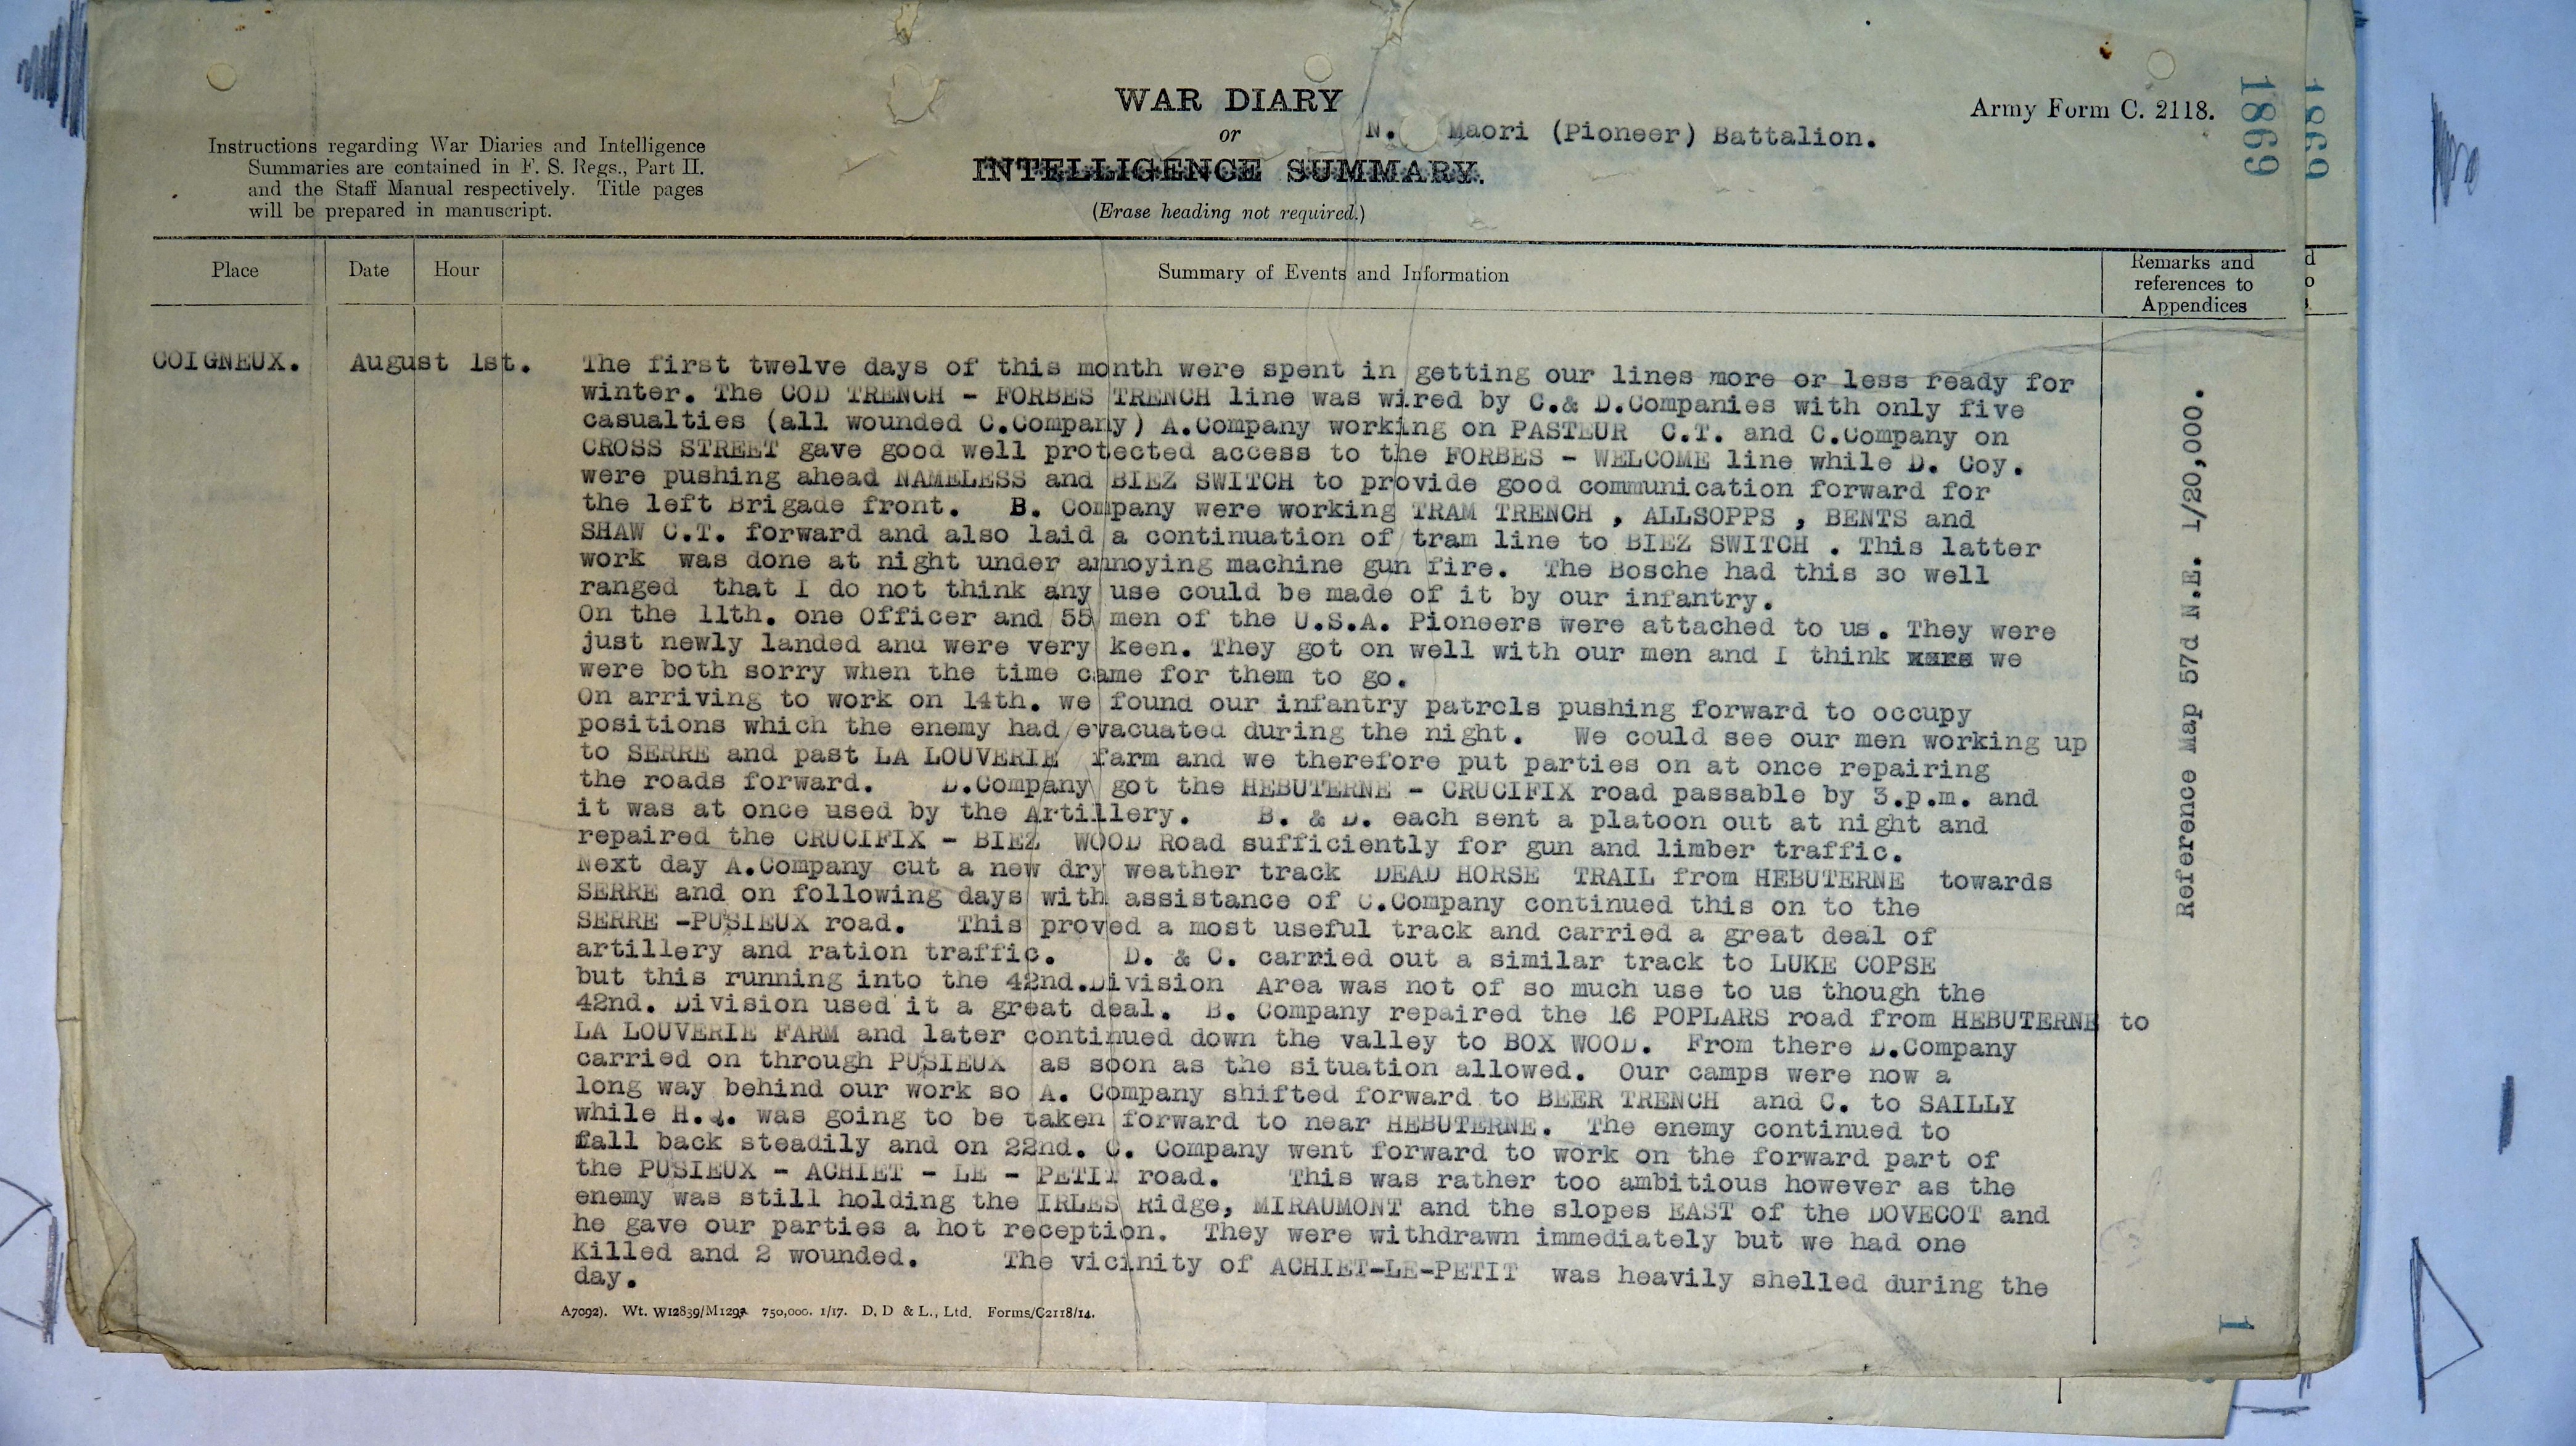 WAR DIARY
or
INTELLIGENCE SUMMARY.
(Erase heading not required.)
N. Maori (Pioneer) Battalion.
Army Form C. 2118.
1869
1869
Instructions regarding War Diaries and Intelligence
Summaries are contained in F. S. Regs., Part II.
and the Staff Manual respectively. Title pages
will be prepared in manuscript.
Place
Date
Hour
Summary of Events and Information
Remarks and
references to
Appendices
d
o
COIGNEUX.
August 1st.
The first twelve days of this month were spent in getting our lines more or less ready for
winter. The COD TRENCH - FORBES TRENCH line was wired by C.& D.Companies with only five
casualties (all wounded C.Company) A.Company working on PASTEUR C.T. and C.Company on
CROSS STREET gave good well protected access to the FORBES - WELCOME line while D. Coy.
were pushing ahead NAMELESS and BIEZ SWITCH to provide good communication forward for
the left Brigade front. B. Company were working TRAM TRENCH , ALLSOPPS , BENTS and
SHAW C.T. forward and also laid a continuation of tram line to BIEZ SWITCH . This latter
work was done at night under annoying machine gun fire. The Bosche had this so well
ranged that I do not think any use could be made of it by our infantry.
On the 11th. one Officer and 55 men of the U.S.A. Pioneers were attached to us. They were
just newly landed and were very keen. They got on well with our men and I think we
were both sorry when the time came for them to go.
On arriving to work on 14th. we found our infantry patrols pushing forward to occupy
positions which the enemy had evacuated during the night. We could see our men working up
to SERRE and past LA LOUVERIE farm and we therefore put parties on at once repairing
the roads forward. D.Company got the HEBUTERNE - CRUCIFIX road passable by 3.p.m. and
it was at once used by the Artillery. B. & D. each sent a platoon out at night and
repaired the CRUCIFIX - BIEZ WOOD Road sufficiently for gun and limber traffic.
Next day A.Company cut a new dry weather track DEAD HORSE TRAIL from HEBUTERNE towards
SERRE and on following days with assistance of C.Company continued this on to the
SERRE -PUSIEUX road. This proved a most useful track and carried a great deal of
artillery and ration traffic. D. & C. carried out a similar track to LUKE COPSE
but this running into the 42nd.Division Area was not of so much use to us though the
42nd. Division used it a great deal. B. Company repaired the 16 POPLARS road from HEBUTERNE to
LA LOUVERIE FARM and later continued down the valley to BOX WOOD. From there D.Company
carried on through PUSIEUX as soon as the situation allowed. Our camps were now a
long way behind our work so A. Company shifted forward to BEER TRENCH and C. to SAILLY
while H.Q. was going to be taken forward to near HEBUTERNE. The enemy continued to
fall back steadily and on 22nd. C. Company went forward to work on the forward part of
the PUSIEUX - ACHIET - LE - PETIT road. This was rather too ambitious however as the
enemy was still holding the IRLES Ridge, MIRAUMONT and the slopes EAST of the DOVECOT and
he gave our parties a hot reception. They were withdrawn immediately but we had one
Killed and 2 wounded. The vicinity of ACHIET-LE-PETIT was heavily shelled during the
day.
Reference Map 57d N.E. 1/20,000.
A7092). Wt. W12839/M1293 750,000. 1/17. D. D & L., Ltd. Forms/C2118/14.
1